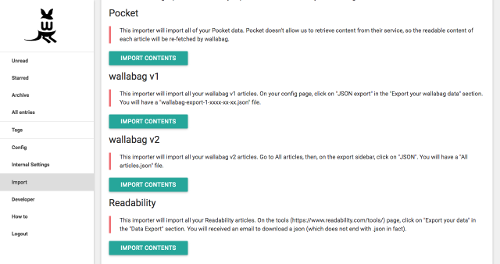 Unread
Starred
Archives
All entries
Tags
Config
Internal Settings
Import
Developer
How to
Logout
Pocket
This importer will import all of your Pocket data. Pocket doesn't allow us to retrieve content from their service, so the readable content of
each article will be re-fetched by wallabag.
IMPORT CONTENTS
wallabag v1
This importer will import all your wallabag v1 articles. On your config page, click on "JSON export" in the "Export your wallabag data" section.
You will have a "wallabag-export-1-xxxx-xx-xx.json" file.
IMPORT CONTENTS
wallabag v2
This importer will import all your wallabag v2 articles. Go to All articles, then, on the export sidebar, click on "JSON". You will have a "All
articles.json" file.
IMPORT CONTENTS
Readability
This importer will import all your Readability articles. On the tools (https://www.readability.com/tools/) page, click on "Export your data" in
the "Data Export" section. You will received an email to download a json (which does not end with .json in fact).
IMPORT CONTENTS